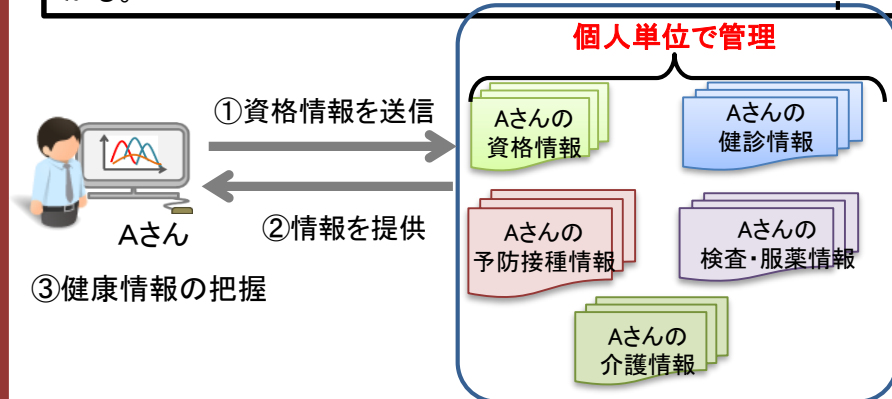 個人単位で管理
①資格情報を送信
Aさんの
資格情報
Aさんの
健診情報
Aさん
②情報を提供
Aさんの
予防接種情報
Aさんの
検査・服薬情報
③健康情報の把握
Aさんの
介護情報